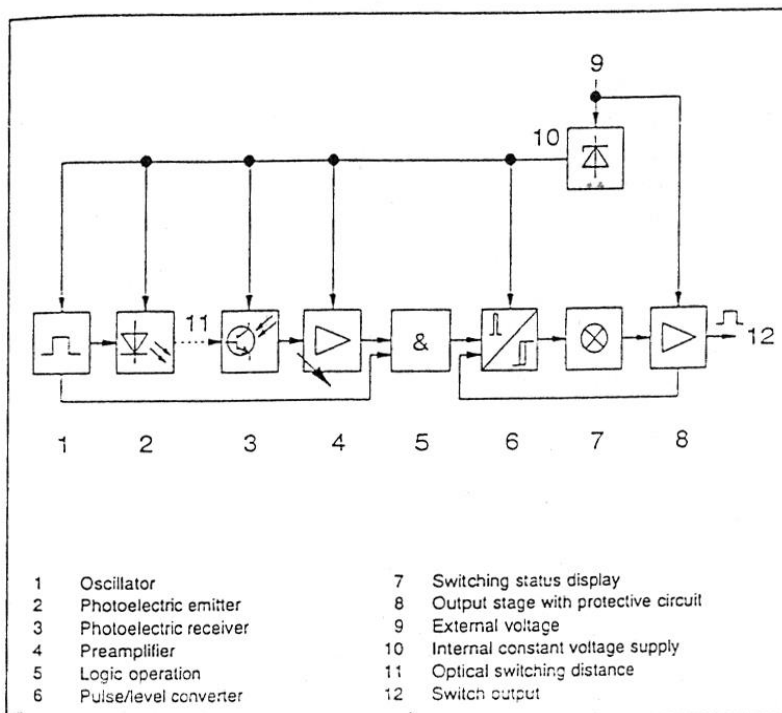 9
10
11
&
12
1 2 3 4 5 6 7 8
1 Oscillator
2 Photoelectric emitter
3 Photoelectric receiver
4 Preamplifier
5 Logic operation
6 Pulse/level converter
7 Switching status display
8 Output stage with protective circuit
9 External voltage
10 Internal constant voltage supply
11 Optical switching distance
12 Switch output